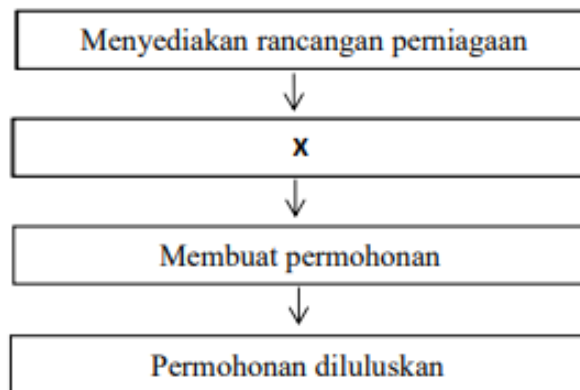 Menyediakan rancangan perniagaan
X
Membuat permohonan
Permohonan diluluskan